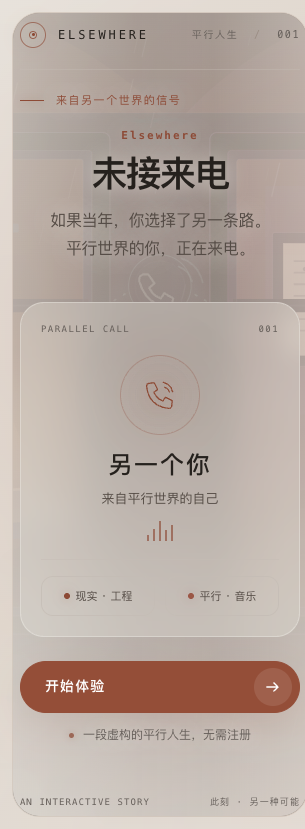 ELSEWHERE 平行人生 / 001
来自另一个世界的信号
Elsewhere
未接来电
如果当年，你选择了另一条路。
平行世界的你，正在来电。
PARALLEL CALL 001
另一个你
来自平行世界的自己
现实 · 工程 平行 · 音乐
开始体验
一段虚构的平行人生，无需注册
AN INTERACTIVE STORY 此刻 · 另一种可能